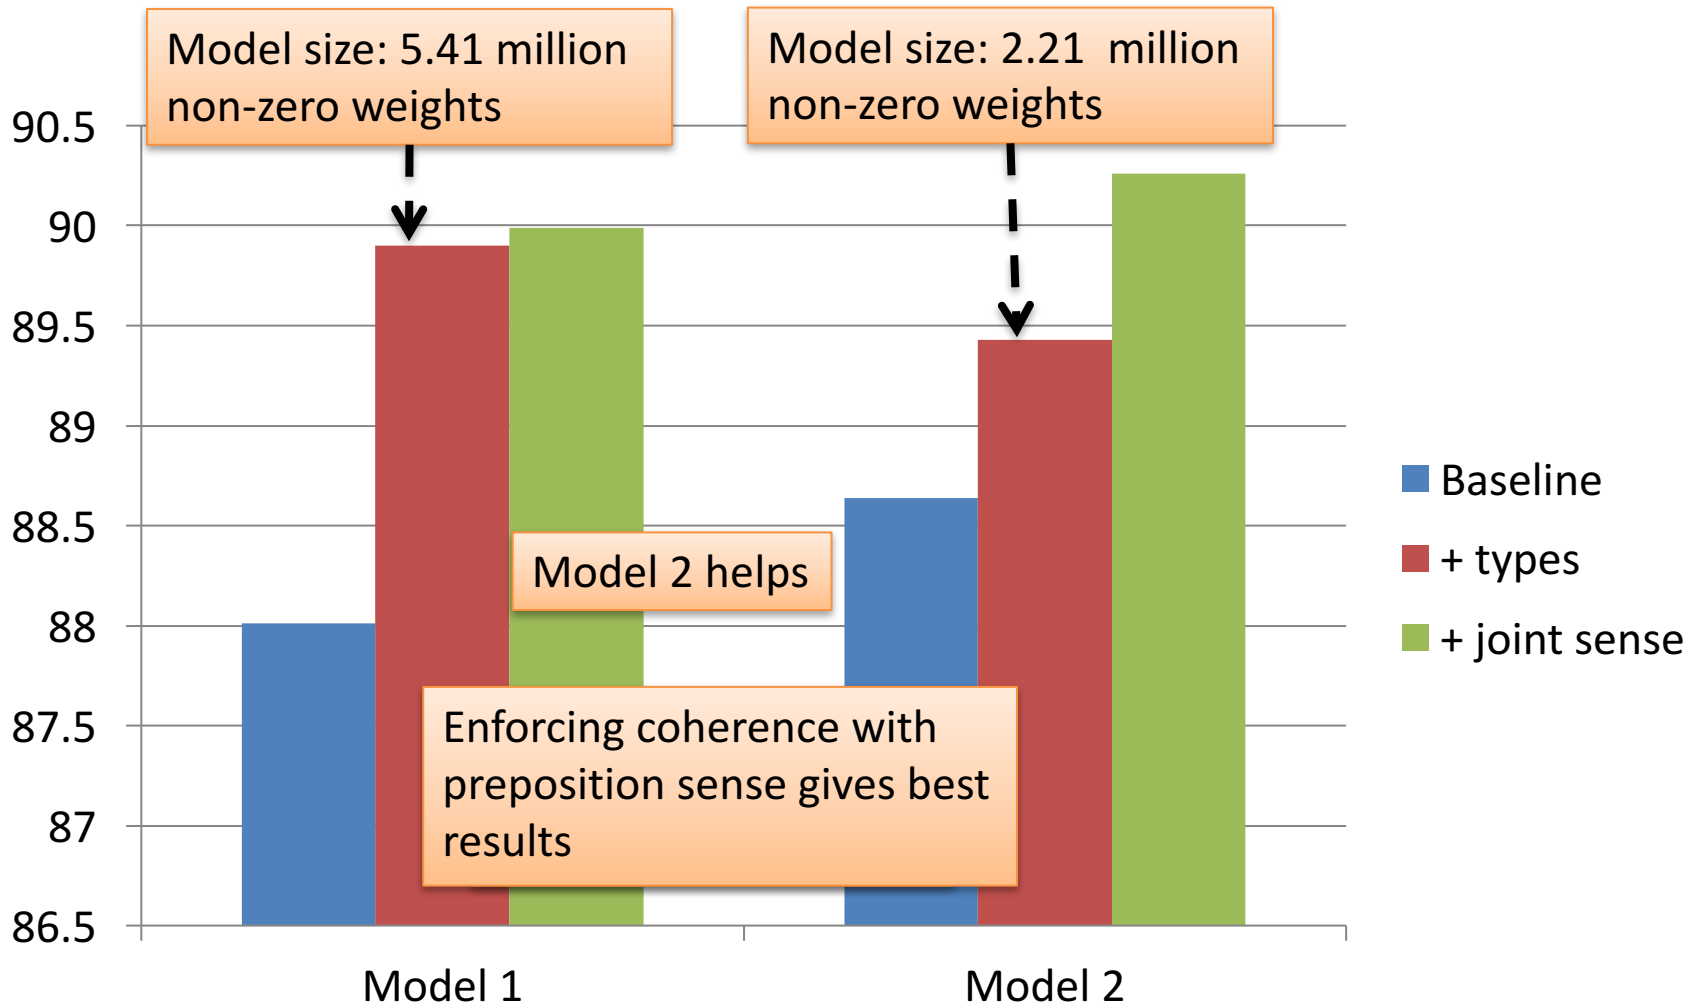 Model size: 5.41 million
non-zero weights
Model size: 2.21 million
non-zero weights
90.5
90
89.5
89
88.5
88
87.5
87
86.5
Model 2 helps
Enforcing coherence with
preposition sense gives best
results
Baseline
+ types
+ joint sense
Model 1
Model 2